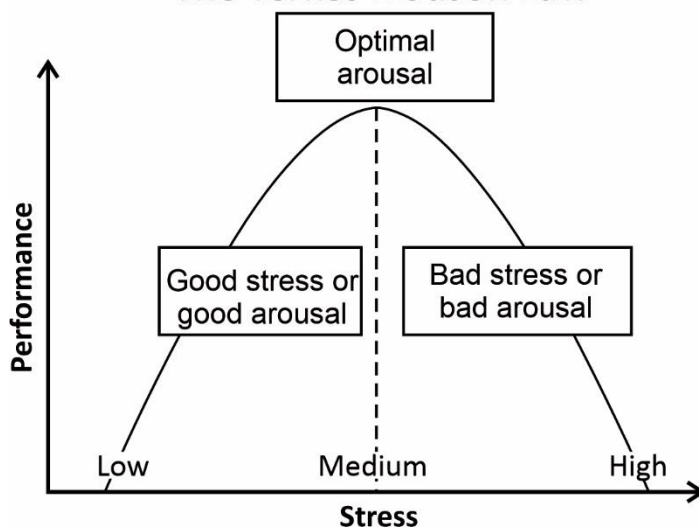 Optimal
arousal
Good stress or
good arousal
Bad stress or
bad arousal
Performance
Low
Medium
High
Stress